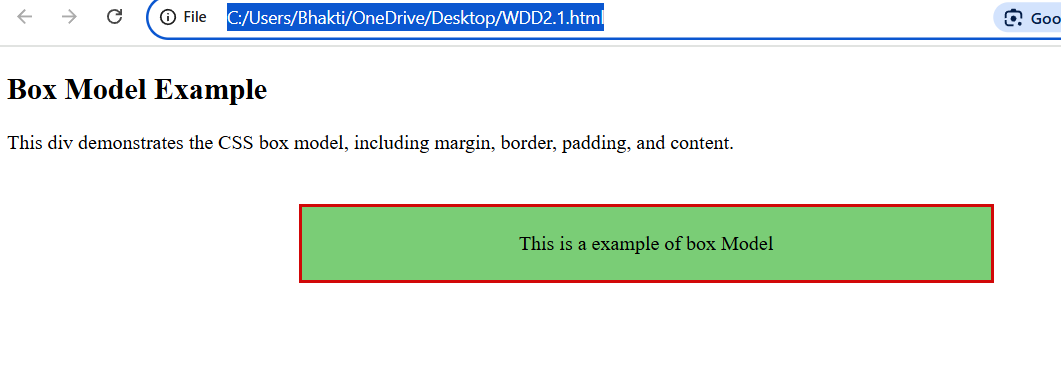 File C:/Users/Bhakti/OneDrive/Desktop/WDD2.1.html Goo
Box Model Example
This div demonstrates the CSS box model, including margin, border, padding, and content.
This is a example of box Model